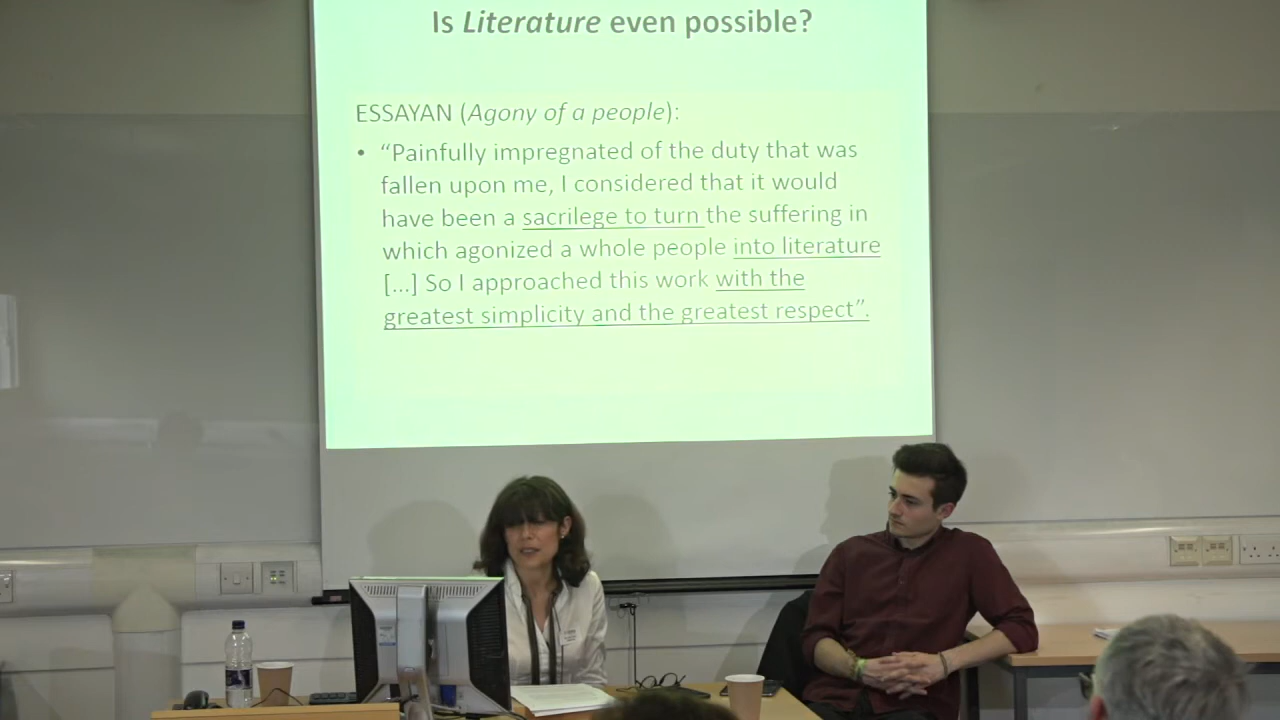 Is Literature even possible?
ESSAYAN (Agony of a people):
• “Painfully impregnated of the duty that was
fallen upon me, I considered that it would
have been a sacrilege to turn the suffering in
which agonized a whole people into literature
[...] So I approached this work with the
greatest simplicity and the greatest respect”.